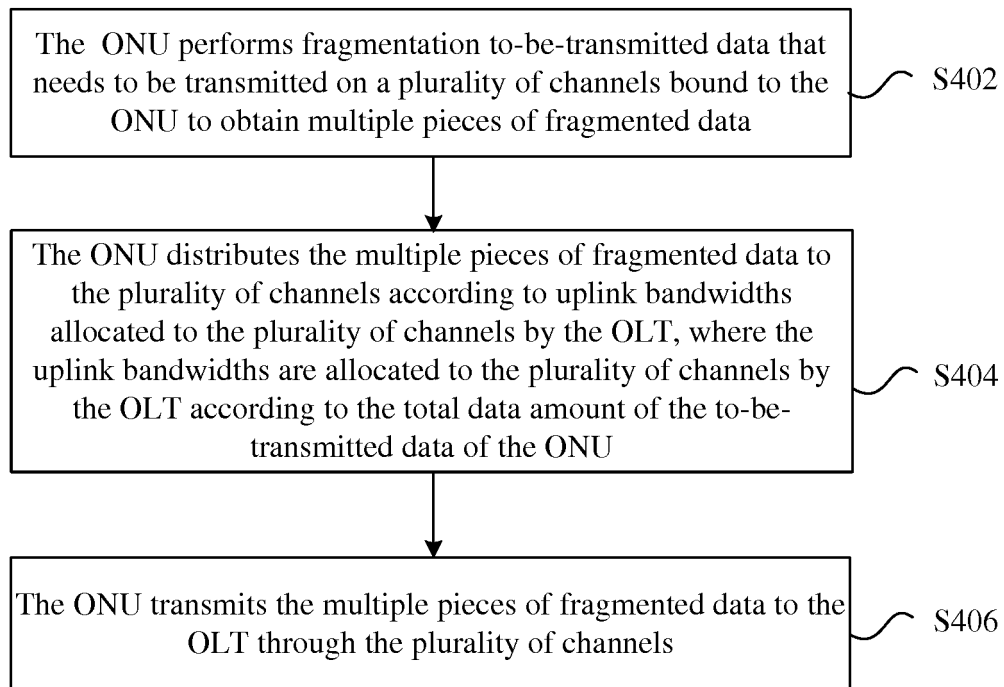 The ONU performs fragmentation to-be-transmitted data that
needs to be transmitted on a plurality of channels bound to the
ONU to obtain multiple pieces of fragmented data
S402
The ONU distributes the multiple pieces of fragmented data to
the plurality of channels according to uplink bandwidths
allocated to the plurality of channels by the OLT, where the
uplink bandwidths are allocated to the plurality of channels by
the OLT according to the total data amount of the to-be-
transmitted data of the ONU
S404
The ONU transmits the multiple pieces of fragmented data to the
OLT through the plurality of channels
S406